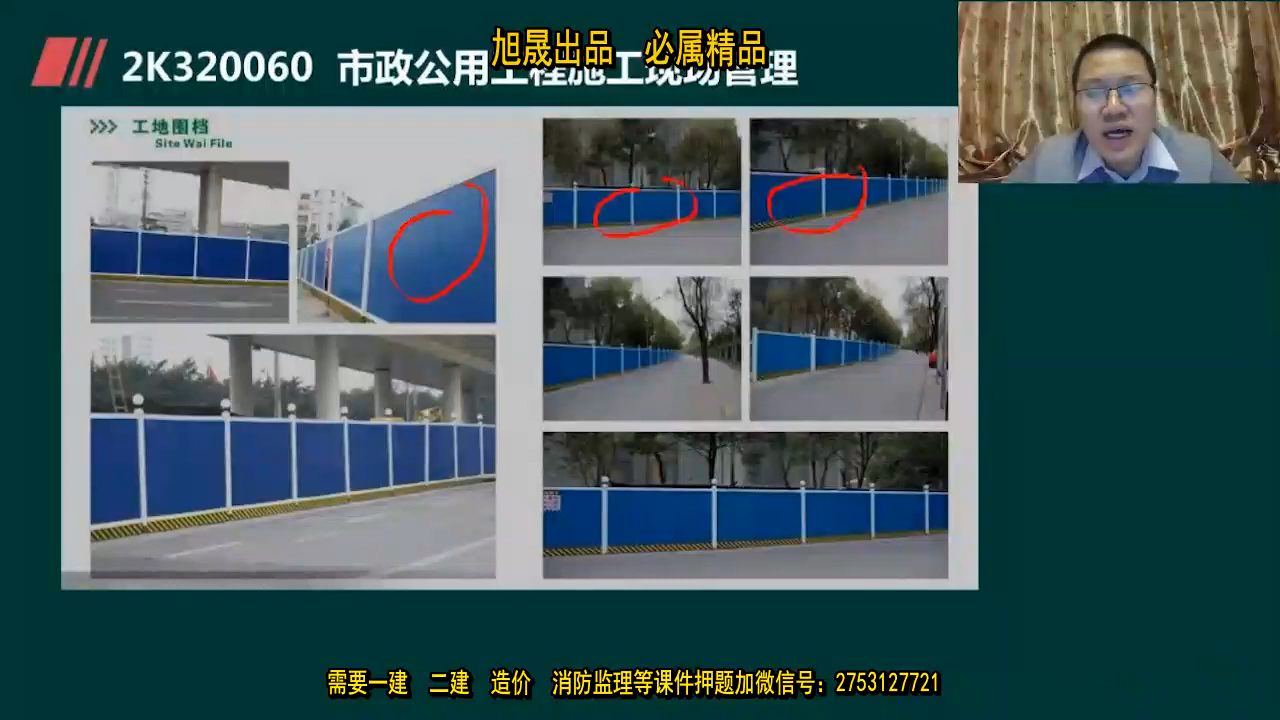 旭晟出品 必属精品
2K320060 市政公用工程施工现场管理
>>> 工地围档
Site Wai File
需要一建 二建 造价 消防监理等课件押题加微信号：2753127721